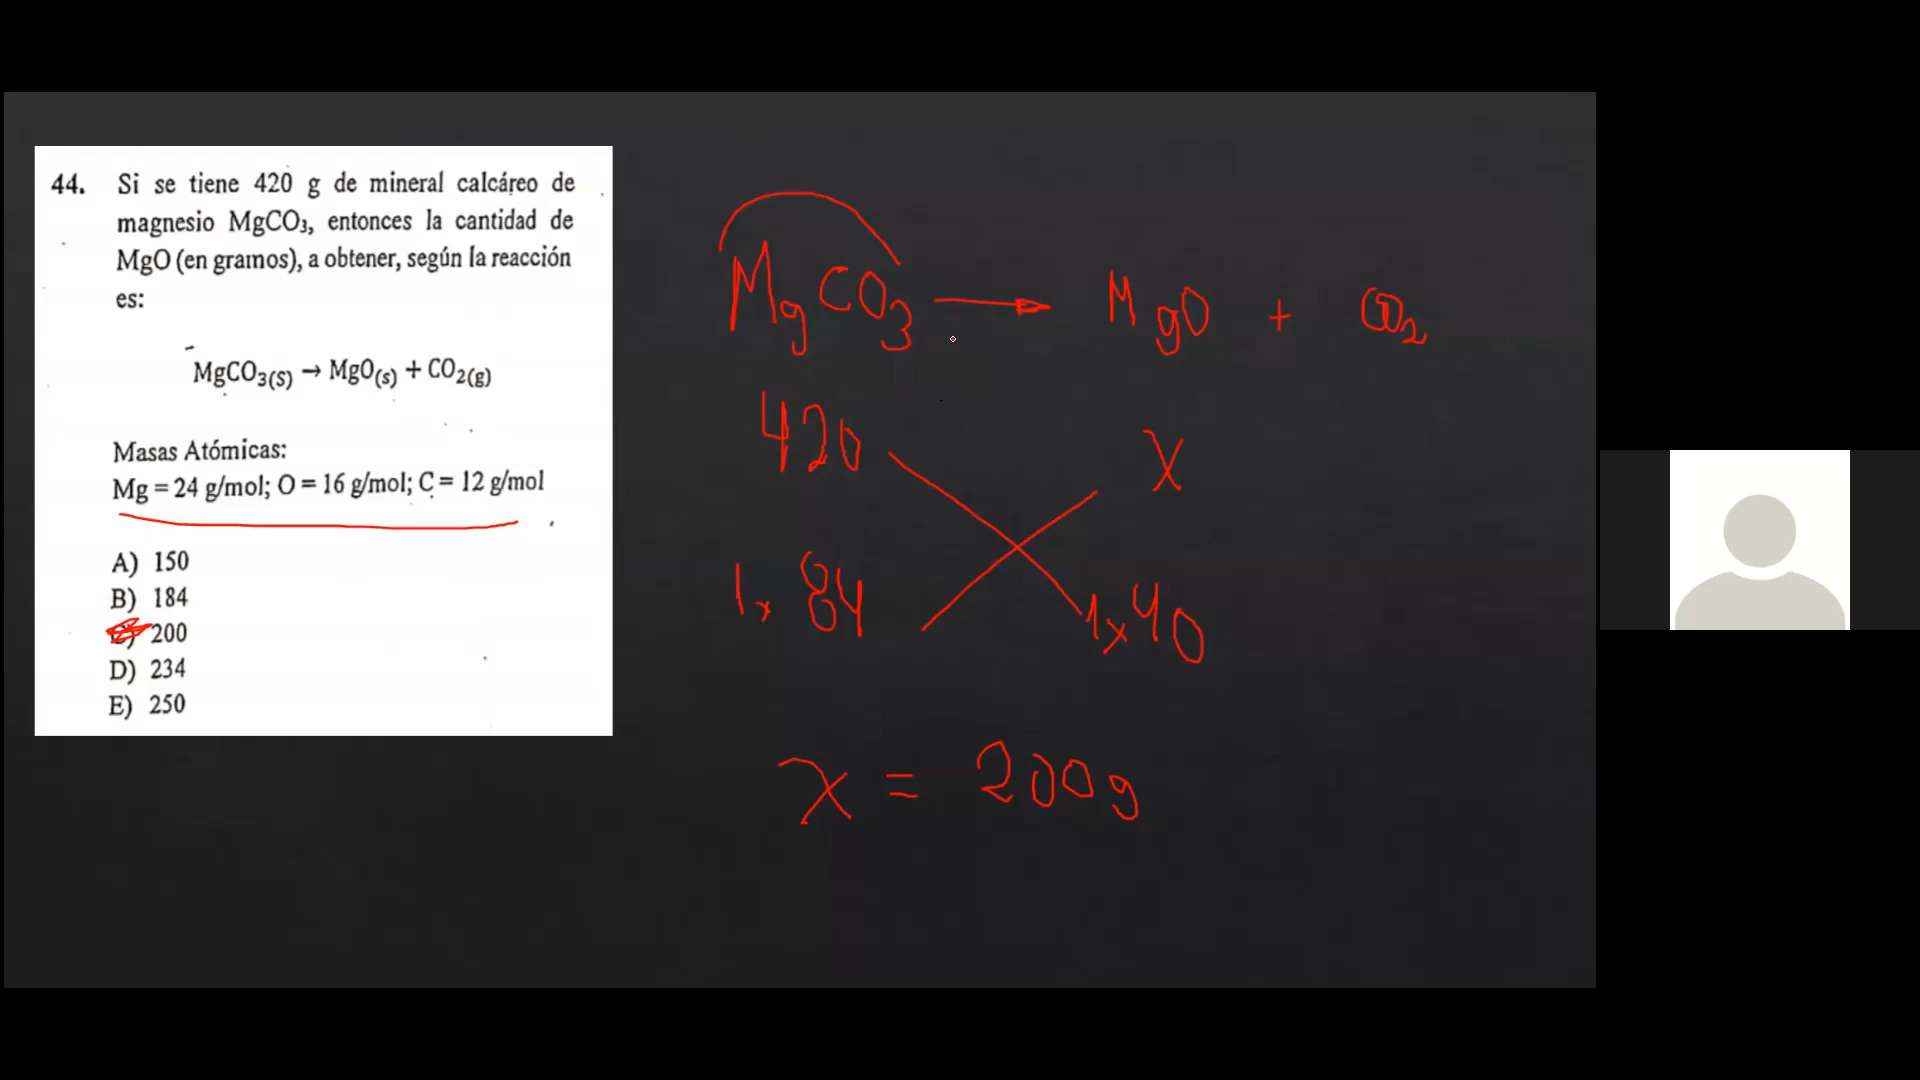 44. Si se tiene 420 g de mineral calcáreo de
magnesio MgCO₃, entonces la cantidad de
MgO (en gramos), a obtener, según la reacción
es:
MgCO₃(S) → MgO(s) + CO₂(g)
Masas Atómicas:
Mg = 24 g/mol; O = 16 g/mol; C = 12 g/mol
A) 150
B) 184
C) 200
D) 234
E) 250
MgCO₃ → MgO + CO₂
420 X
1x 84 1x40
x = 200g